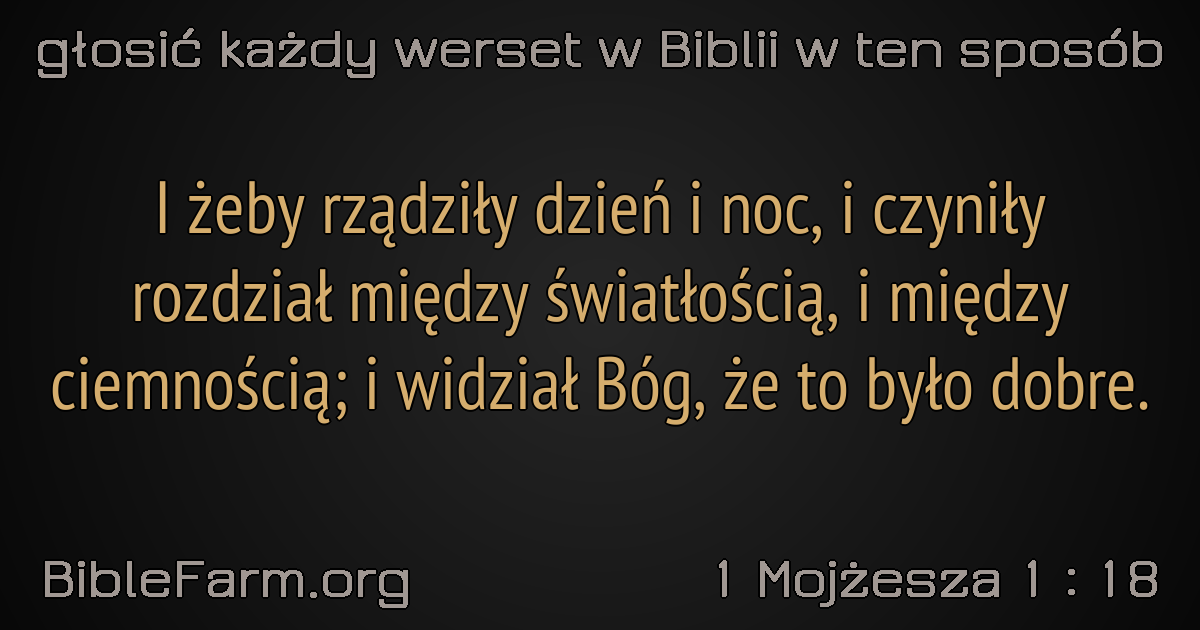 głosić każdy werset w Biblii w ten sposób
I żeby rządziły dzień i noc, i czyniły
rozdział między światłością, i między
ciemnością; i widział Bóg, że to było dobre.
BibleFarm.org
1 Mojżesza 1 : 18